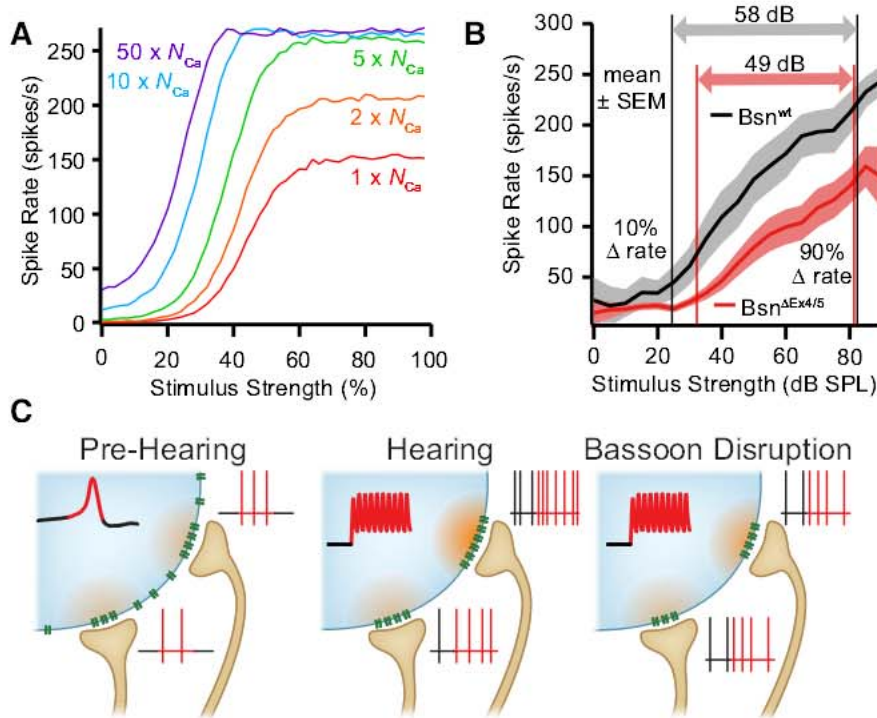 A
Spike Rate (spikes/s)
250
200
150
100
50
0
50 x NCa
10 x NCa
5 x NCa
2 x NCa
1 x NCa
0 20 40 60 80 100
Stimulus Strength (%)
B
Spike Rate (spikes/s)
300
250
200
150
100
50
58 dB
49 dB
mean
± SEM
Bsnwt
10%
Δ rate
90%
Δ rate
BsnΔEx4/5
0 20 40 60 80
Stimulus Strength (dB SPL)
C
Pre-Hearing Hearing Bassoon Disruption